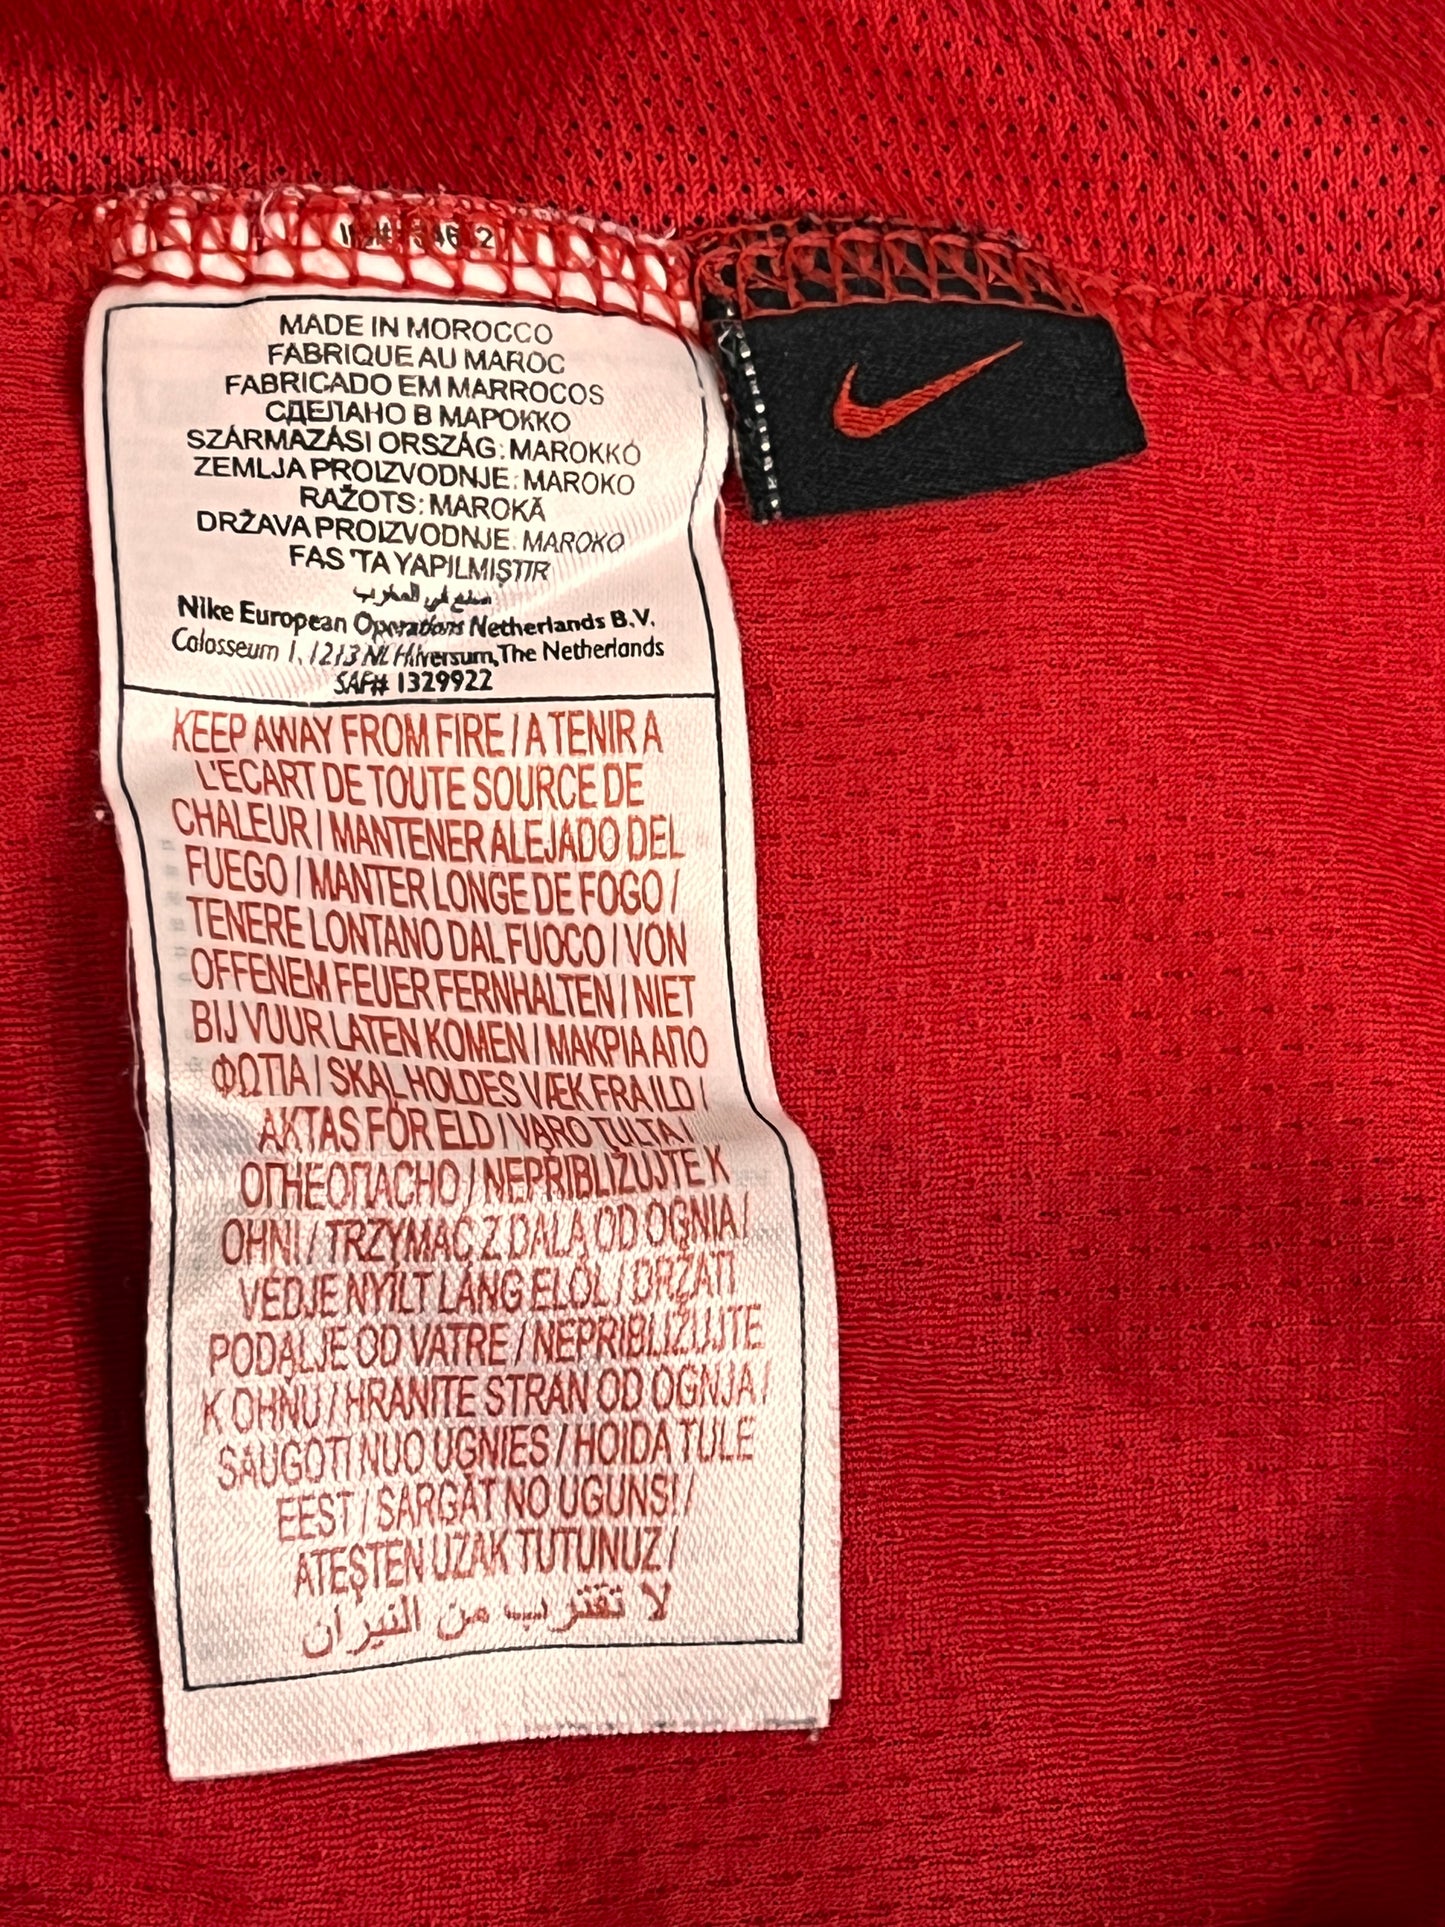 MADE IN MOROCCO
FABRIQUE AU MAROC
FABRICADO EM MARROCOS
СДЕЛАНО В МАРОККО
SZÁRMAZÁSI ORSZÁG: MAROKKÓ
ZEMLJA PROIZVODNJE: MAROKO
RAŽOTS: MAROKĀ
DRŽAVA PROIZVODNJE: MAROKO
FAS 'TA YAPILMIŞTIR
صنع في المغرب
Nike European Operations Netherlands B.V.
Colosseum 1, 1213 NL Hilversum, The Netherlands
SAF# 1329922
KEEP AWAY FROM FIRE / A TENIR A
L'ECART DE TOUTE SOURCE DE
CHALEUR / MANTENER ALEJADO DEL
FUEGO / MANTER LONGE DE FOGO /
TENERE LONTANO DAL FUOCO / VON
OFFENEM FEUER FERNHALTEN / NIET
BIJ VUUR LATEN KOMEN / ΜΑΚΡΙΑ ΑΠΟ
ΦΩΤΙΑ / SKAL HOLDES VÆK FRA ILD /
AKTAS FÖR ELD / VARO TULTA /
ОГНЕОПАСНО / NEPŘIBLIŽUJTE K
OHNI / TRZYMAĆ Z DALA OD OGNIA /
VÉDJE NYÍLT LÁNG ELŐL / DRŽATI
PODALJE OD VATRE / NEPRIBLIŽUJTE
K OHŇU / HRANITE STRAN OD OGNJA /
SAUGOTI NUO UGNIES / HOIDA TULE
EEST / SARGĀT NO UGUNS! /
ATEŞTEN UZAK TUTUNUZ /
لا تقترب من النيران